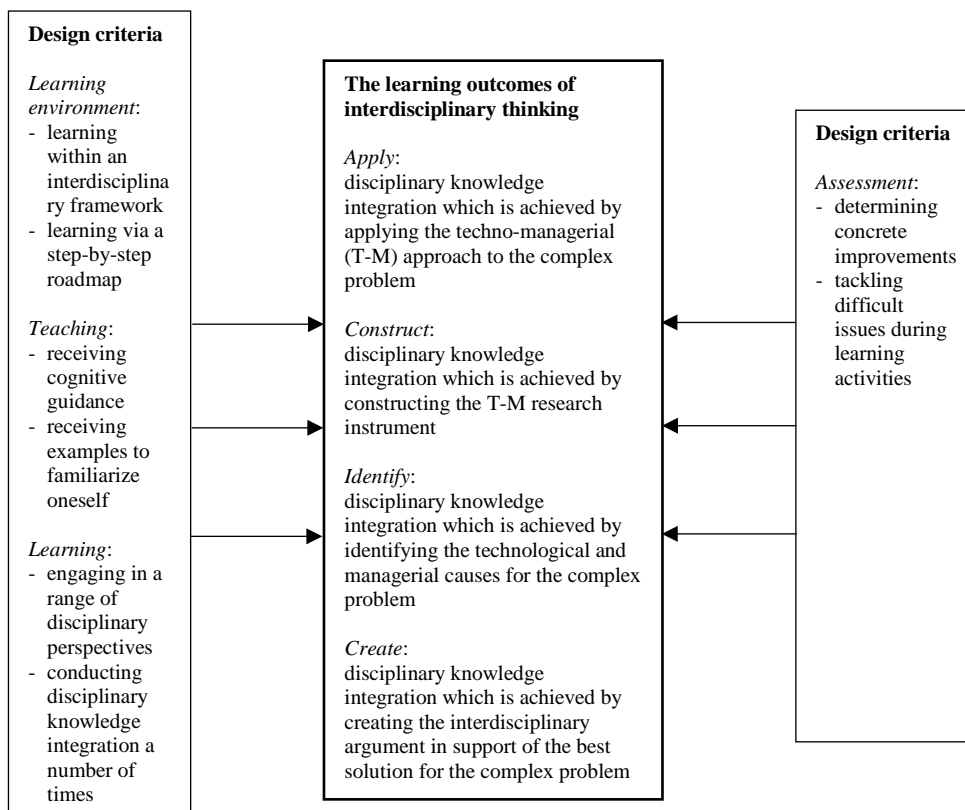 Design criteria
Learning
environment:
- learning
within an
interdisciplina
ry framework
- learning via a
step-by-step
roadmap
Teaching:
- receiving
cognitive
guidance
- receiving
examples to
familiarize
oneself
Learning:
- engaging in a
range of
disciplinary
perspectives
- conducting
disciplinary
knowledge
integration a
number of
times
The learning outcomes of
interdisciplinary thinking
Apply:
disciplinary knowledge
integration which is achieved by
applying the techno-managerial
(T-M) approach to the complex
problem
Construct:
disciplinary knowledge
integration which is achieved by
constructing the T-M research
instrument
Identify:
disciplinary knowledge
integration which is achieved by
identifying the technological and
managerial causes for the complex
problem
Create:
disciplinary knowledge
integration which is achieved by
creating the interdisciplinary
argument in support of the best
solution for the complex problem
Design criteria
Assessment:
- determining
concrete
improvements
- tackling
difficult
issues during
learning
activities